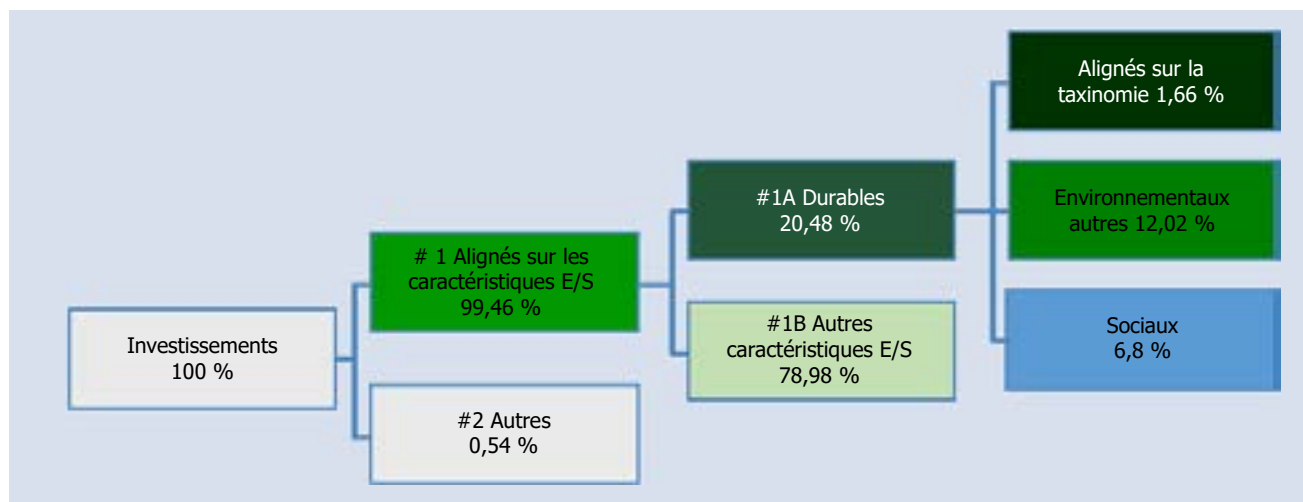 Investissements
100 %
# 1 Alignés sur les
caractéristiques E/S
99,46 %
#2 Autres
0,54 %
#1A Durables
20,48 %
#1B Autres
caractéristiques E/S
78,98 %
Alignés sur la
taxinomie 1,66 %
Environnementaux
autres 12,02 %
Sociaux
6,8 %